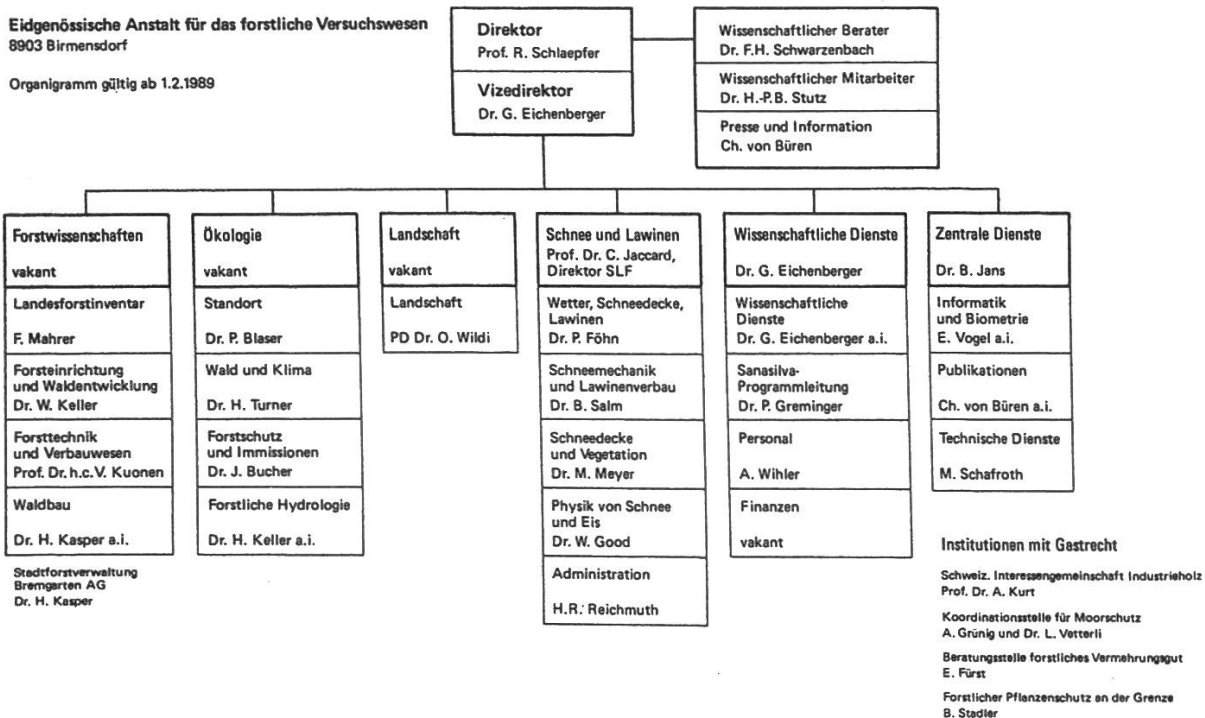 Eidgenössische Anstalt für das forstliche Versuchswesen
8903 Birmensdorf
Organigramm gültig ab 1.2.1989
Direktor
Prof. R. Schlaepfer
Vizedirektor
Dr. G. Eichenberger
Wissenschaftlicher Berater
Dr. F.H. Schwarzenbach
Wissenschaftlicher Mitarbeiter
Dr. H.-P.B. Stutz
Presse und Information
Ch. von Büren
Forstwissenschaften
vakant
Landesforstinventar
F. Mahrer
Forsteinrichtung
und Waldentwicklung
Dr. W. Keller
Forsttechnik
und Verbauwesen
Prof. Dr. h.c. V. Kuonen
Waldbau
Dr. H. Kasper a.i.
Stadtforstverwaltung
Bremgarten AG
Dr. H. Kasper
Ökologie
vakant
Standort
Dr. P. Blaser
Wald und Klima
Dr. H. Turner
Forstschutz
und Immissionen
Dr. J. Bucher
Forstliche Hydrologie
Dr. H. Keller a.i.
Landschaft
vakant
Landschaft
PD Dr. O. Wildi
Schnee und Lawinen
Prof. Dr. C. Jaccard,
Direktor SLF
Wetter, Schneedecke,
Lawinen
Dr. P. Föhn
Schneemechanik
und Lawinenverbau
Dr. B. Salm
Schneedecke
und Vegetation
Dr. M. Meyer
Physik von Schnee
und Eis
Dr. W. Good
Administration
H.R. Reichmuth
Wissenschaftliche Dienste
Dr. G. Eichenberger
Wissenschaftliche
Dienste
Dr. G. Eichenberger a.i.
Sanasilva-
Programmleitung
Dr. P. Greminger
Personal
A. Wihler
Finanzen
vakant
Zentrale Dienste
Dr. B. Jans
Informatik
und Biometrie
E. Vogel a.i.
Publikationen
Ch. von Büren a.i.
Technische Dienste
M. Schafroth
Institutionen mit Gastrecht
Schweiz. Interessengemeinschaft Industrieholz
Prof. Dr. A. Kurt
Koordinationsstelle für Moorschutz
A. Grünig und Dr. L. Vetterli
Beratungsstelle forstliches Vermehrungsgut
E. Fürst
Forstlicher Pflanzenschutz an der Grenze
B. Stadler